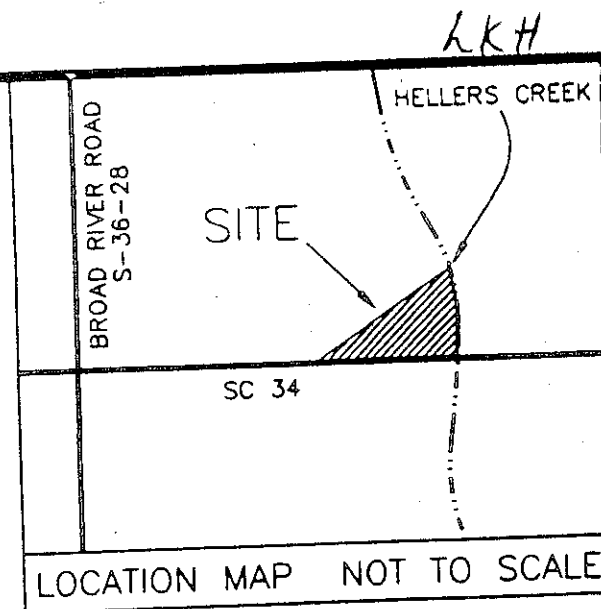 LKH
HELLERS CREEK
BROAD RIVER ROAD
S-36-28
SITE
SC 34
LOCATION MAP NOT TO SCALE